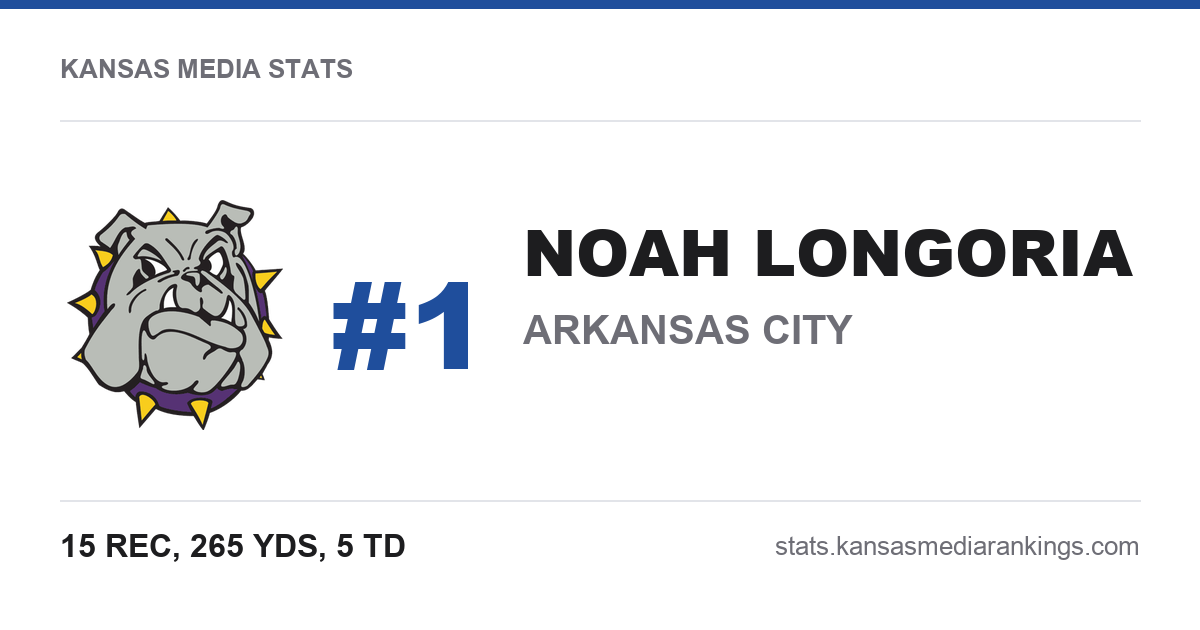 KANSAS MEDIA STATS
#1
NOAH LONGORIA
ARKANSAS CITY
15 REC, 265 YDS, 5 TD
stats.kansasmediarankings.com